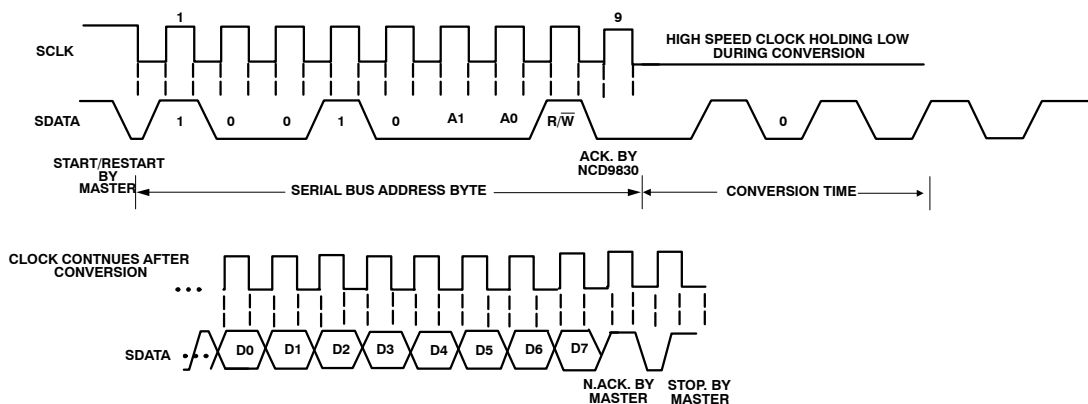 1 9
SCLK
HIGH SPEED CLOCK HOLDING LOW
DURING CONVERSION
SDATA 1 0 0 1 0 A1 A0 R/W̅ 0
START/RESTART
BY
MASTER
ACK. BY
NCD9830
SERIAL BUS ADDRESS BYTE
CONVERSION TIME
CLOCK CONTNUES AFTER
CONVERSION
SDATA D0 D1 D2 D3 D4 D5 D6 D7
N.ACK. BY
MASTER
STOP. BY
MASTER